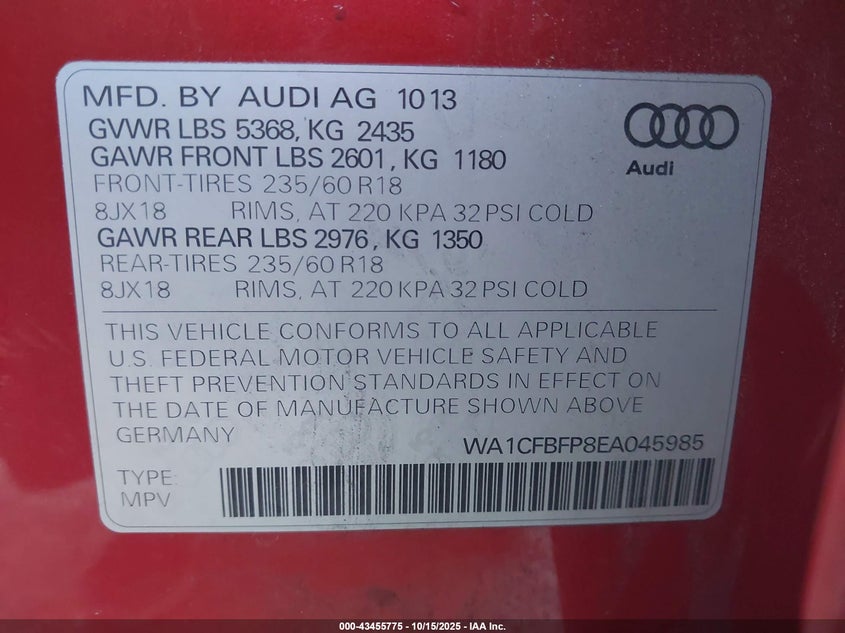 MFD. BY AUDI AG 10 13
GVWR LBS 5368, KG 2435
GAWR FRONT LBS 2601, KG 1180
FRONT-TIRES 235/60 R18
8JX18 RIMS, AT 220 KPA 32 PSI COLD
GAWR REAR LBS 2976, KG 1350
REAR-TIRES 235/60 R18
8JX18 RIMS, AT 220 KPA 32 PSI COLD
Audi
THIS VEHICLE CONFORMS TO ALL APPLICABLE
U.S. FEDERAL MOTOR VEHICLE SAFETY AND
THEFT PREVENTION STANDARDS IN EFFECT ON
THE DATE OF MANUFACTURE SHOWN ABOVE
GERMANY
WA1CFBFP8EA045985
TYPE:
MPV
000-43455775 - 10/15/2025 - IAA Inc.